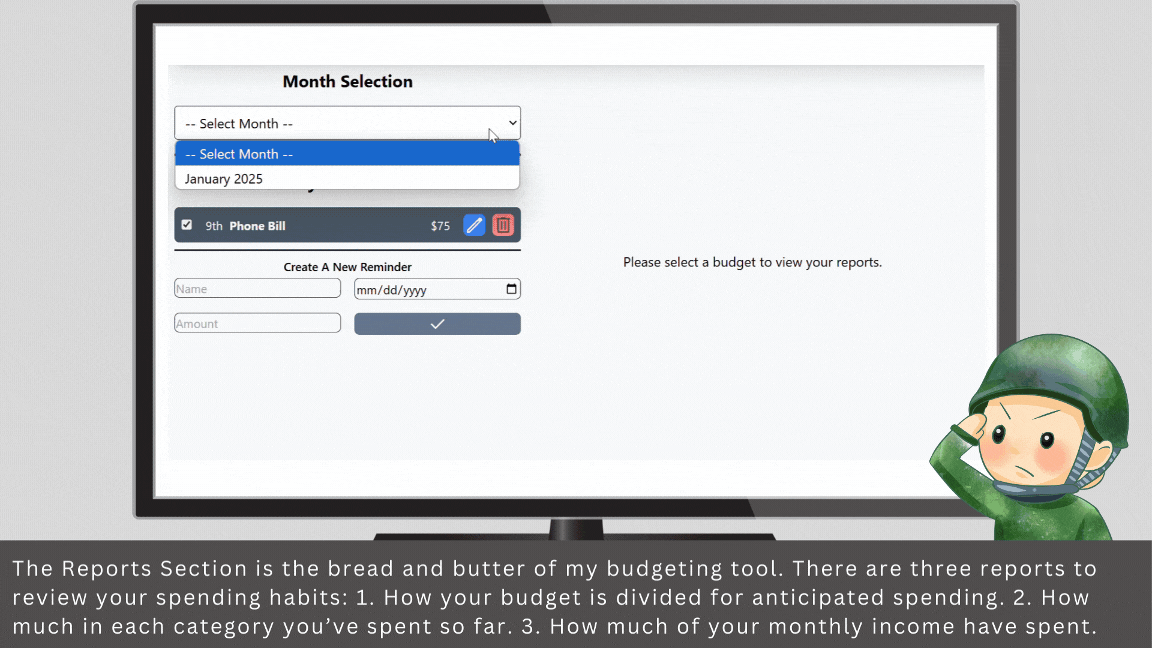 Month Selection
-- Select Month --
-- Select Month --
January 2025
9th Phone Bill $75
Create A New Reminder
Name mm/dd/yyyy
Amount
Please select a budget to view your reports.
The Reports Section is the bread and butter of my budgeting tool. There are three reports to
review your spending habits: 1. How your budget is divided for anticipated spending. 2. How
much in each category you’ve spent so far. 3. How much of your monthly income have spent.